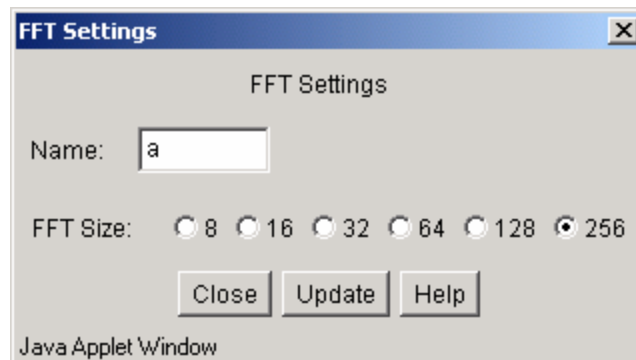 FFT Settings
FFT Settings
Name: a
FFT Size: 8 16 32 64 128 256
Close Update Help
Java Applet Window